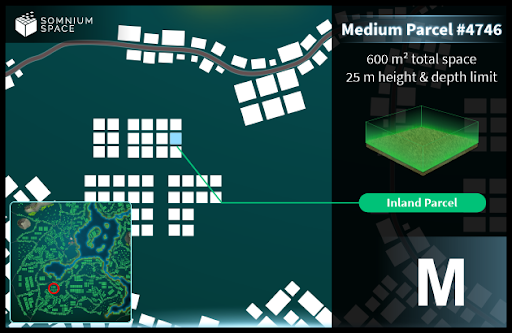 SOMNIUM
SPACE
Medium Parcel #4746
600 m² total space
25 m height & depth limit
Inland Parcel
M